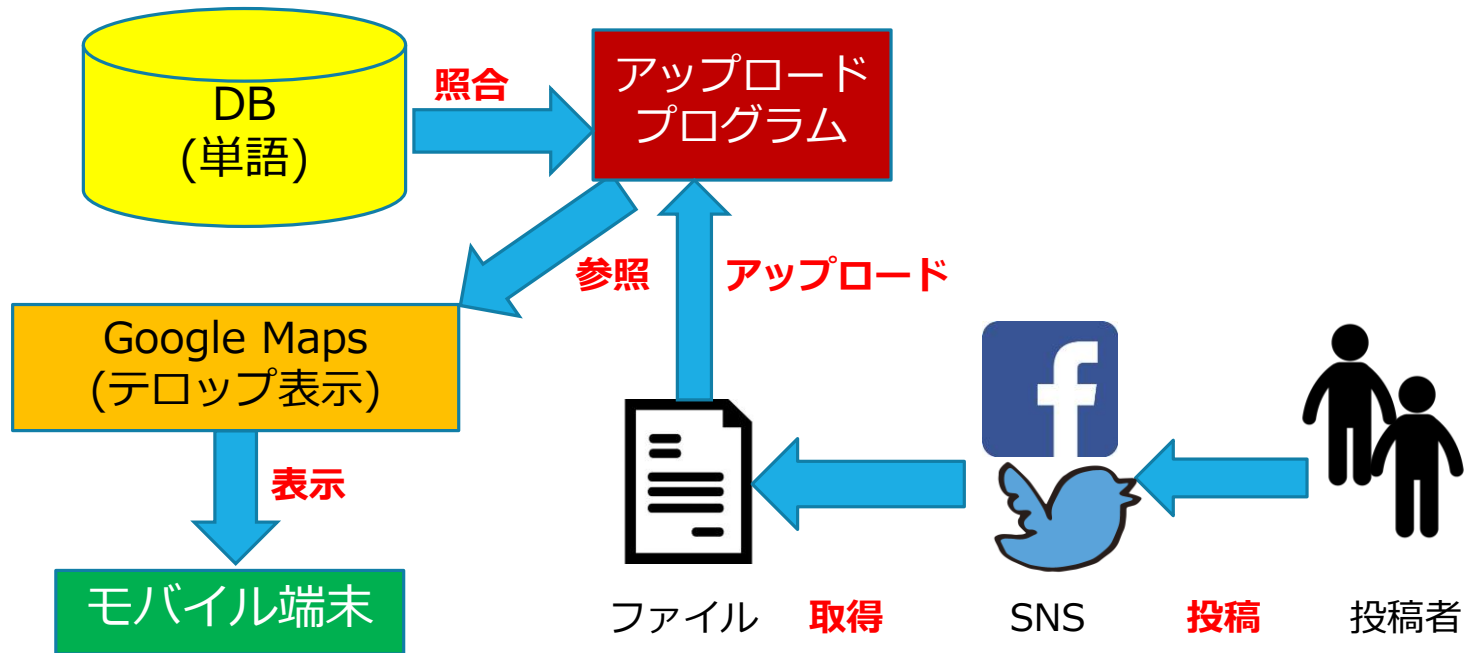 DB
(単語)
照合
アップロード
プログラム
参照
アップロード
Google Maps
(テロップ表示)
表示
モバイル端末
ファイル
取得
SNS
投稿
投稿者